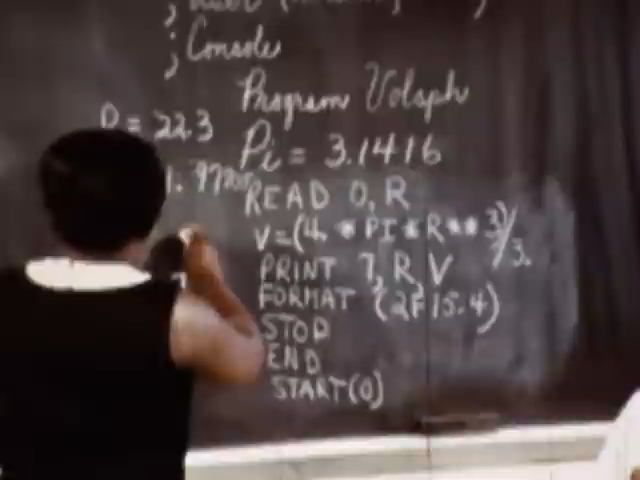 ; Console
;
Program Volsph
= 22.3
Pi = 3.1416
READ 0, R
V=(4. * PI * R ** 3)/3.
PRINT 7, R, V
FORMAT (2F15.4)
STOP
END
START(0)